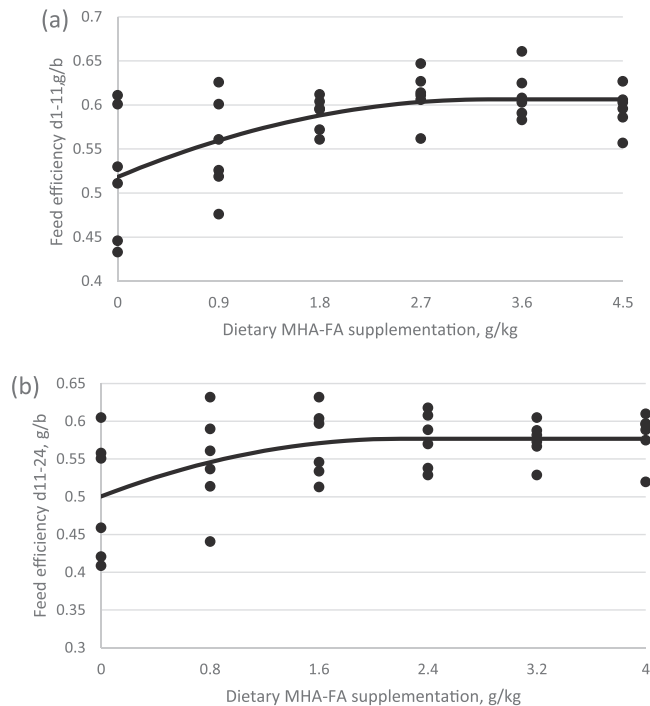 (a)
Feed efficiency d1-11,g/b
0.7
0.65
0.6
0.55
0.5
0.45
0.4
0 0.9 1.8 2.7 3.6 4.5
Dietary MHA-FA supplementation, g/kg
(b)
Feed efficiency d11-24, g/b
0.65
0.6
0.55
0.5
0.45
0.4
0.35
0.3
0 0.8 1.6 2.4 3.2 4
Dietary MHA-FA supplementation, g/kg